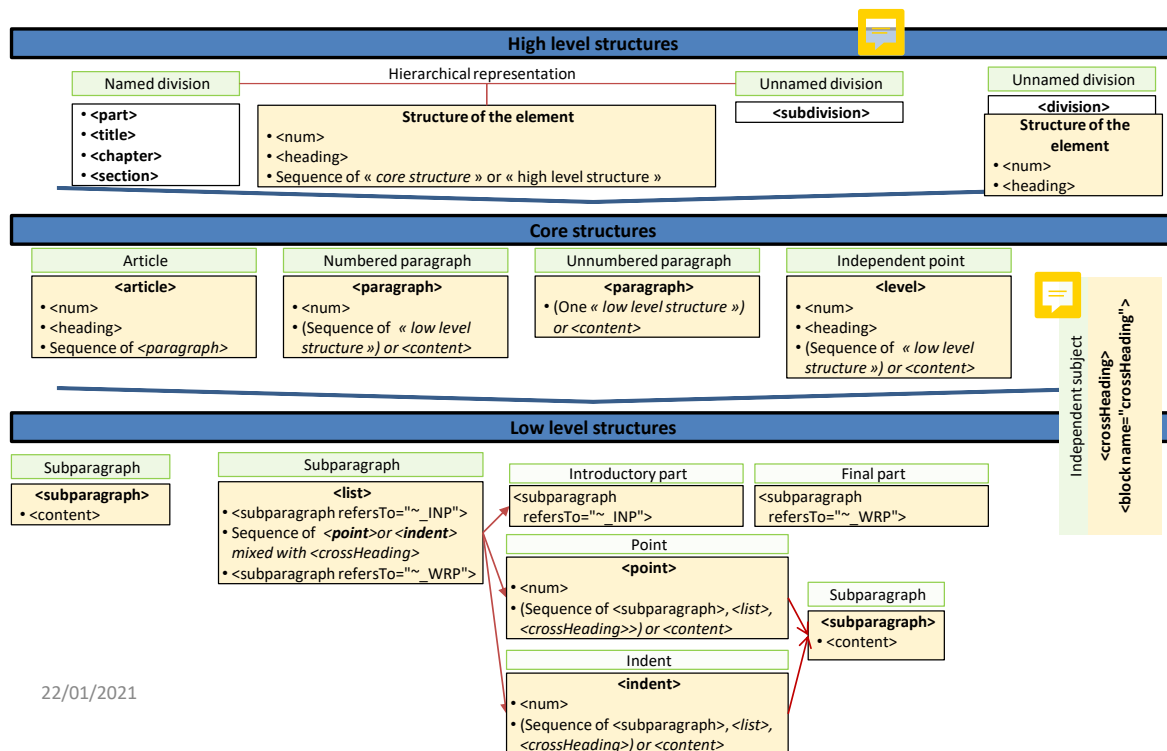 High level structures
Hierarchical representation
Named division
• <part>
• <title>
• <chapter>
• <section>
Structure of the element
• <num>
• <heading>
• Sequence of « core structure » or « high level structure »
Unnamed division
<subdivision>
Unnamed division
<division>
Structure of the
element
• <num>
• <heading>
Core structures
Article
<article>
• <num>
• <heading>
• Sequence of <paragraph>
Numbered paragraph
<paragraph>
• <num>
• (Sequence of « low level
structure ») or <content>
Unnumbered paragraph
<paragraph>
• (One « low level structure »)
or <content>
Independent point
<level>
• <num>
• <heading>
• (Sequence of « low level
structure ») or <content>
Independent subject
<crossHeading>
<block name="crossHeading">
Low level structures
Subparagraph
<subparagraph>
• <content>
Subparagraph
<list>
• <subparagraph refersTo="~_INP">
• Sequence of <point>or <indent>
mixed with <crossHeading>
• <subparagraph refersTo="~_WRP">
Introductory part
<subparagraph
refersTo="~_INP">
Final part
<subparagraph
refersTo="~_WRP">
Point
<point>
• <num>
• (Sequence of <subparagraph>, <list>,
<crossHeading>>) or <content>
Subparagraph
<subparagraph>
• <content>
Indent
<indent>
• <num>
• (Sequence of <subparagraph>, <list>,
<crossHeading>) or <content>
22/01/2021